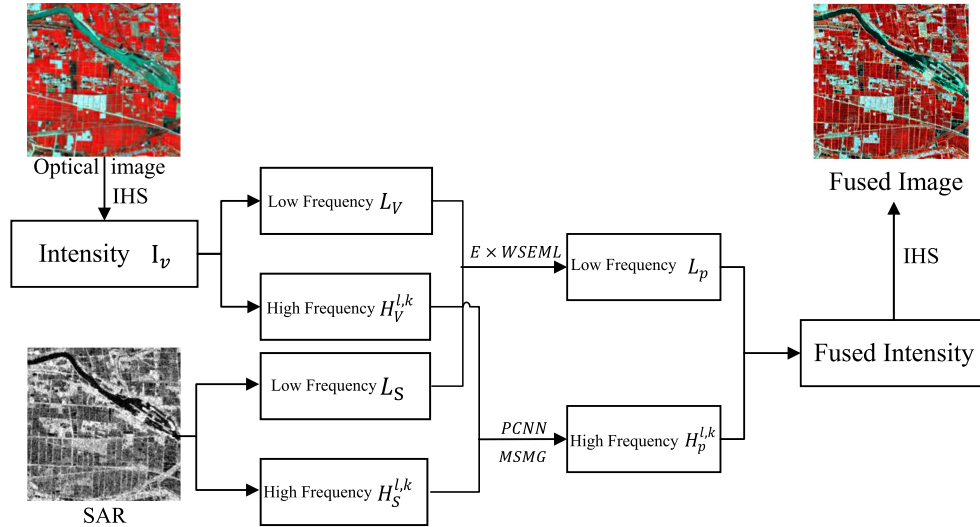 Optical image
IHS
Intensity I_v
Low Frequency L_V
High Frequency H_V^{l,k}
Low Frequency L_S
High Frequency H_S^{l,k}
SAR
E × WSEML
PCNN
MSMG
Low Frequency L_p
High Frequency H_p^{l,k}
Fused Intensity
IHS
Fused Image